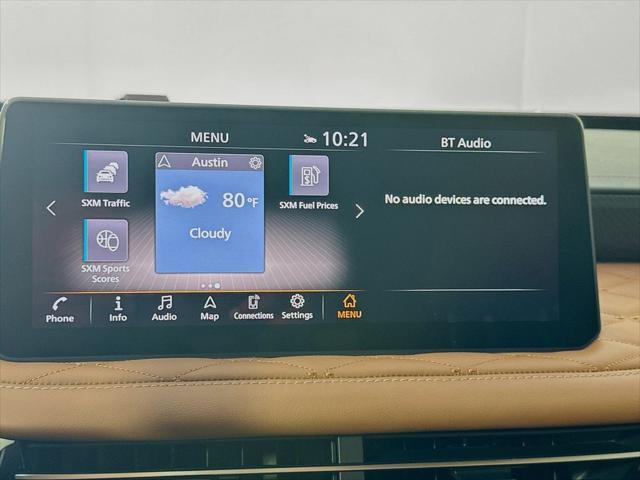 MENU
10:21
BT Audio
SXM Traffic
Austin
80°F
Cloudy
SXM Fuel Prices
SXM Sports
Scores
No audio devices are connected.
Phone
Info
Audio
Map
Connections
Settings
MENU